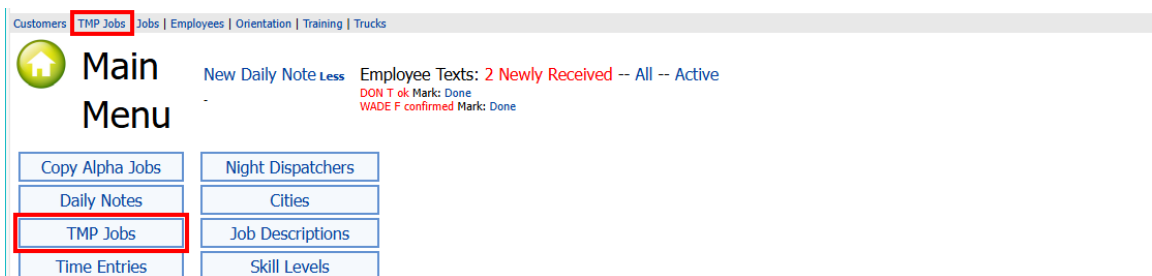 Customers TMP Jobs Jobs | Employees | Orientation | Training | Trucks
Main Menu
New Daily Note Less
-
Employee Texts: 2 Newly Received -- All -- Active
DON T ok Mark: Done
WADE F confirmed Mark: Done
Copy Alpha Jobs
Night Dispatchers
Daily Notes
Cities
TMP Jobs
Job Descriptions
Time Entries
Skill Levels